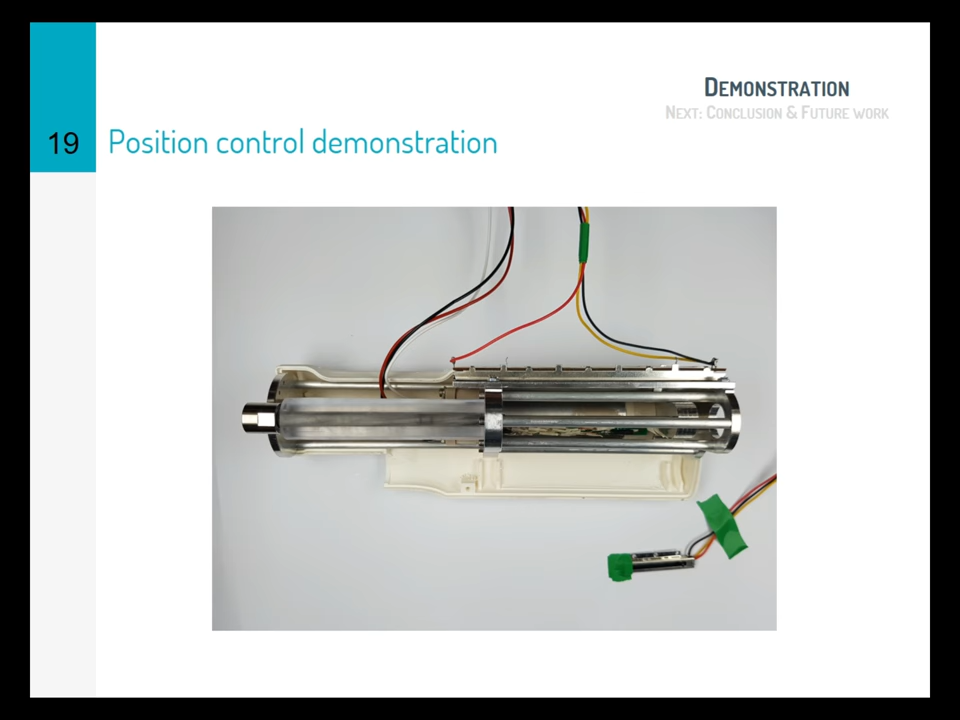 DEMONSTRATION
NEXT: CONCLUSION & FUTURE WORK
19
Position control demonstration